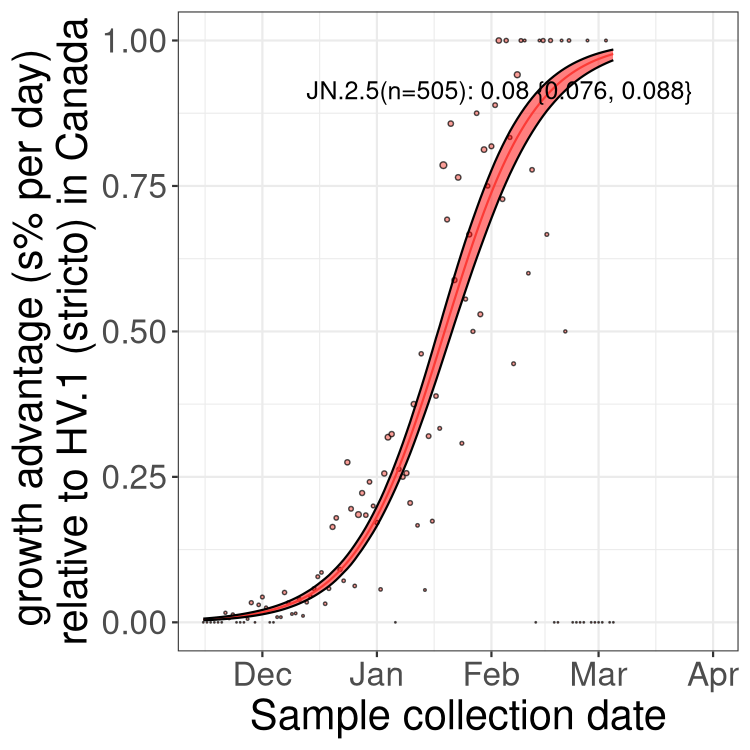 growth advantage (s% per day)
relative to HV.1 (stricto) in Canada
1.00
0.75
0.50
0.25
0.00
JN.2.5(n=505): 0.08 {0.076, 0.088}
Dec Jan Feb Mar Apr
Sample collection date